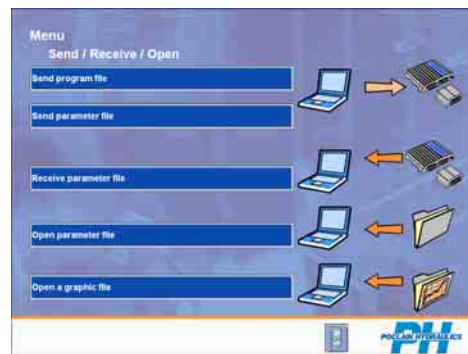 Menu
Send / Receive / Open
Send program file
Send parameter file
Receive parameter file
Open parameter file
Open a graphic file
POCLAIN HYDRAULICS
PH